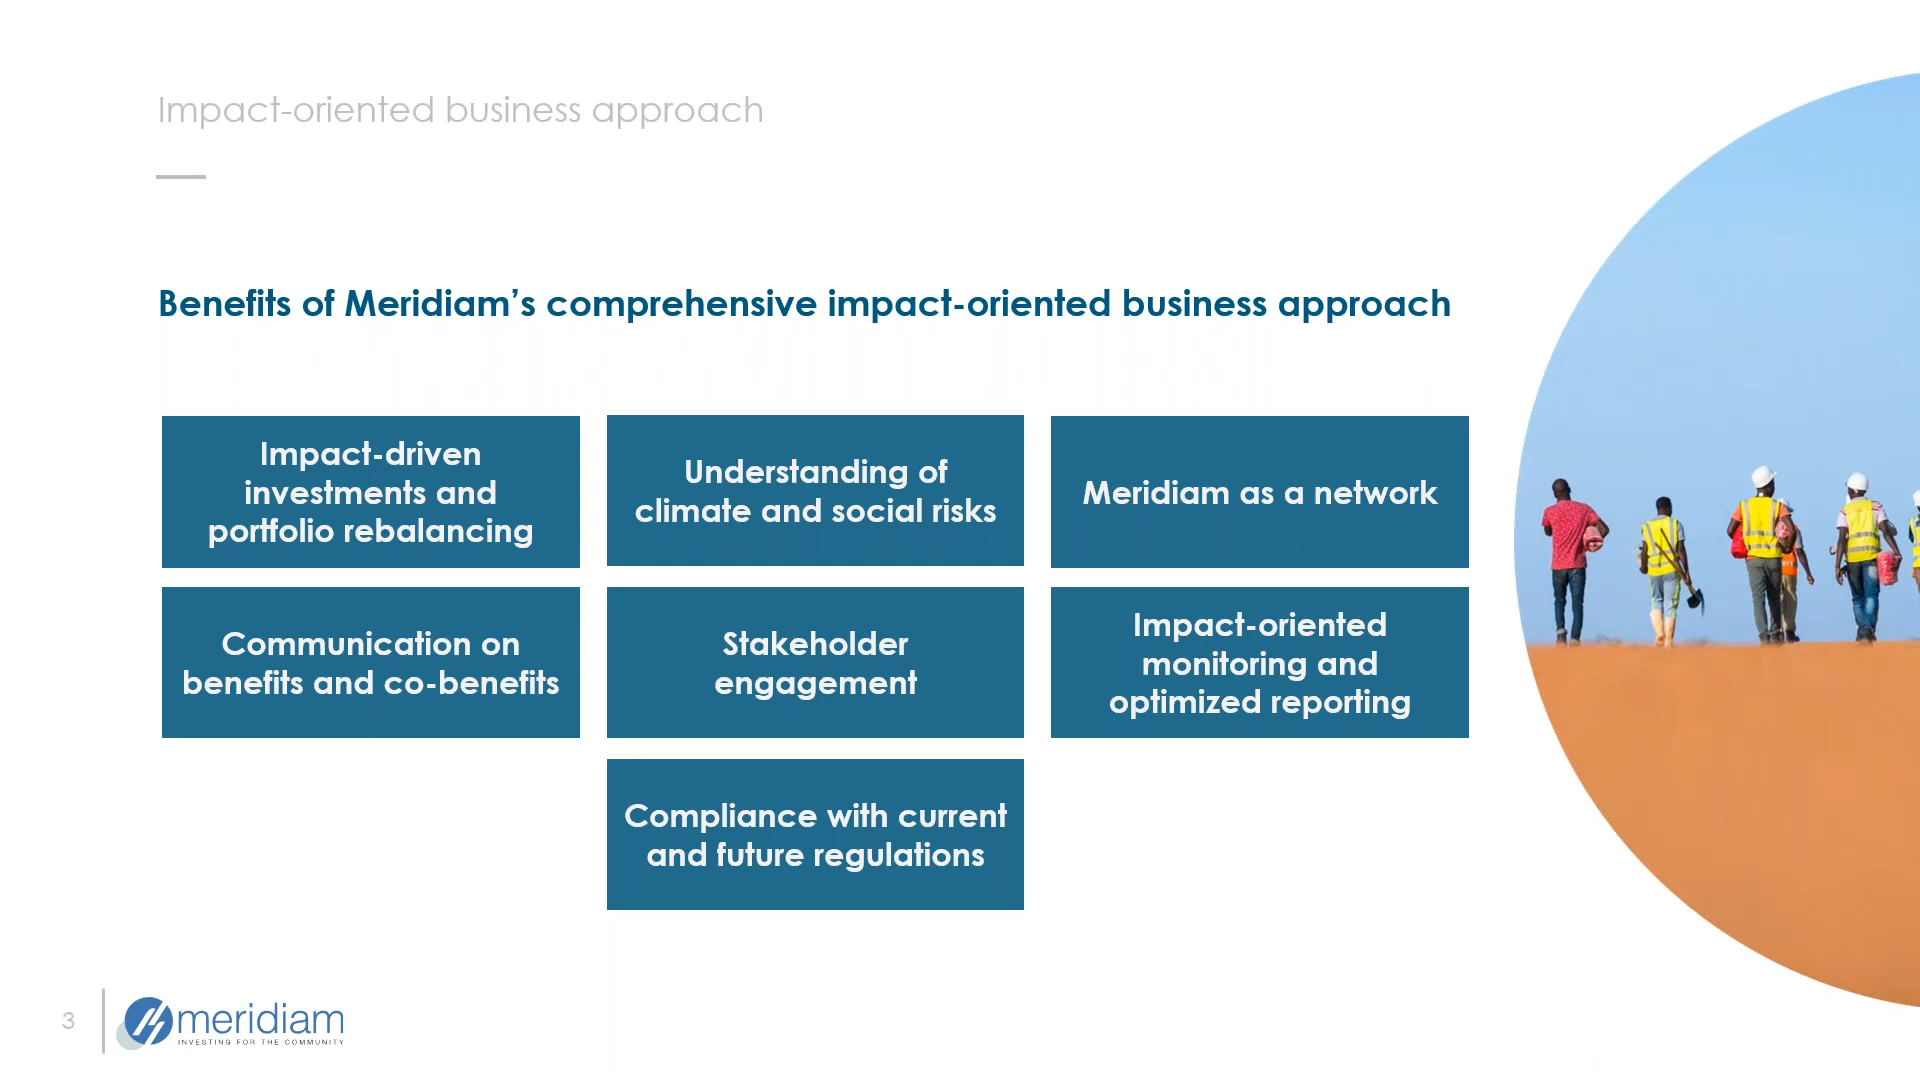 Impact-oriented business approach
Benefits of Meridiam’s comprehensive impact-oriented business approach
Impact-driven
investments and
portfolio rebalancing
Understanding of
climate and social risks
Meridiam as a network
Communication on
benefits and co-benefits
Stakeholder
engagement
Impact-oriented
monitoring and
optimized reporting
Compliance with current
and future regulations
3
meridiam
INVESTING FOR THE COMMUNITY